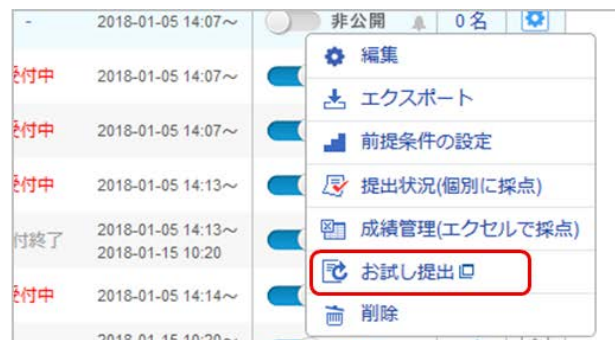 - 2018-01-05 14:07～ 非公開 0名
編集
受付中 2018-01-05 14:07～
エクスポート
受付中 2018-01-05 14:07～
前提条件の設定
受付中 2018-01-05 14:13～
提出状況(個別に採点)
付終了 2018-01-05 14:13～
2018-01-15 10:20
成績管理(エクセルで採点)
お試し提出
受付中 2018-01-05 14:14～
削除
2018-01-15 10:20～